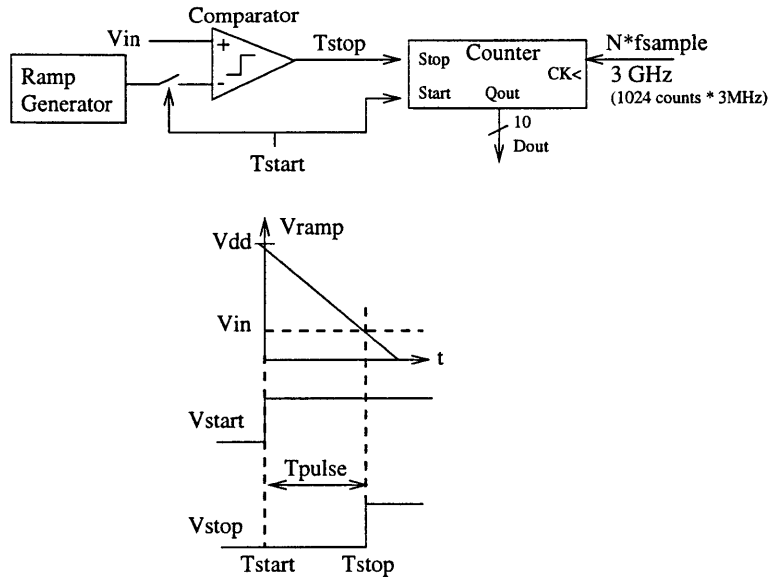 Comparator
Vin
+
-
Tstop
Ramp
Generator
Tstart
Stop
Counter
CK<
Start
Qout
10
Dout
N*fsample
3 GHz
(1024 counts * 3MHz)
Vramp
Vdd
Vin
t
Vstart
Tpulse
Vstop
Tstart
Tstop